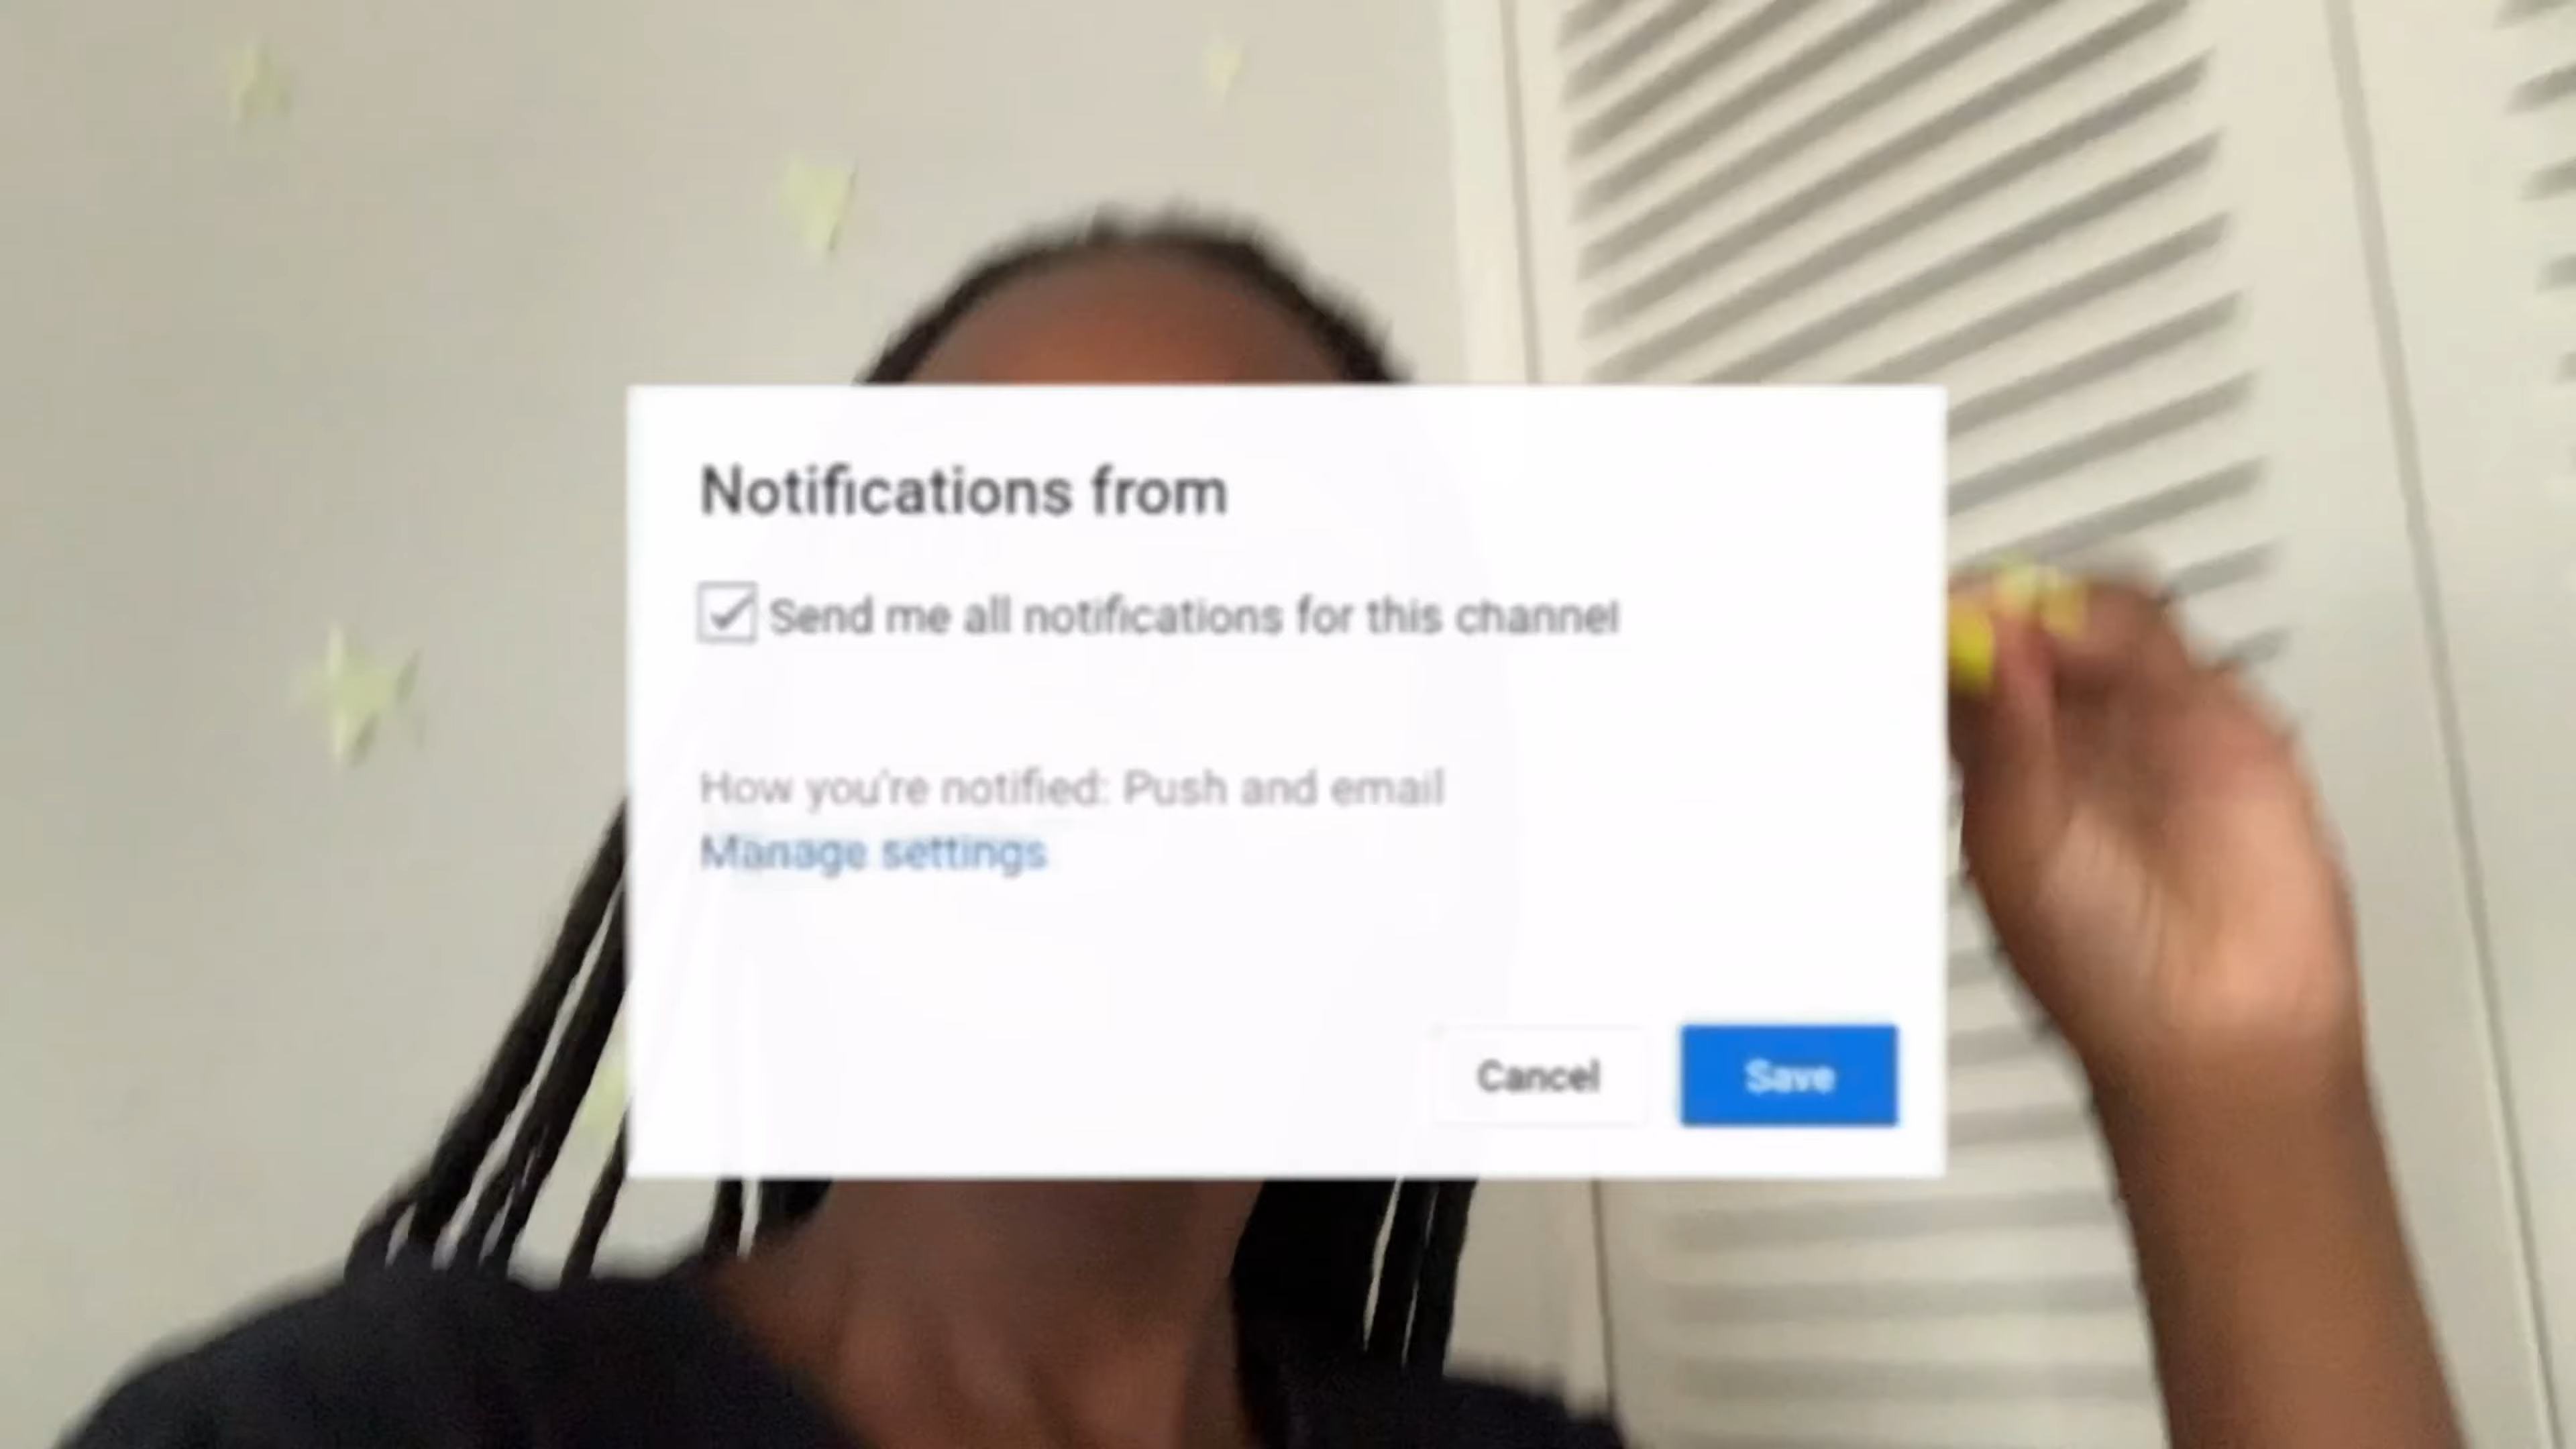 Notifications from
Send me all notifications for this channel
How you're notified: Push and email
Manage settings
Cancel
Save